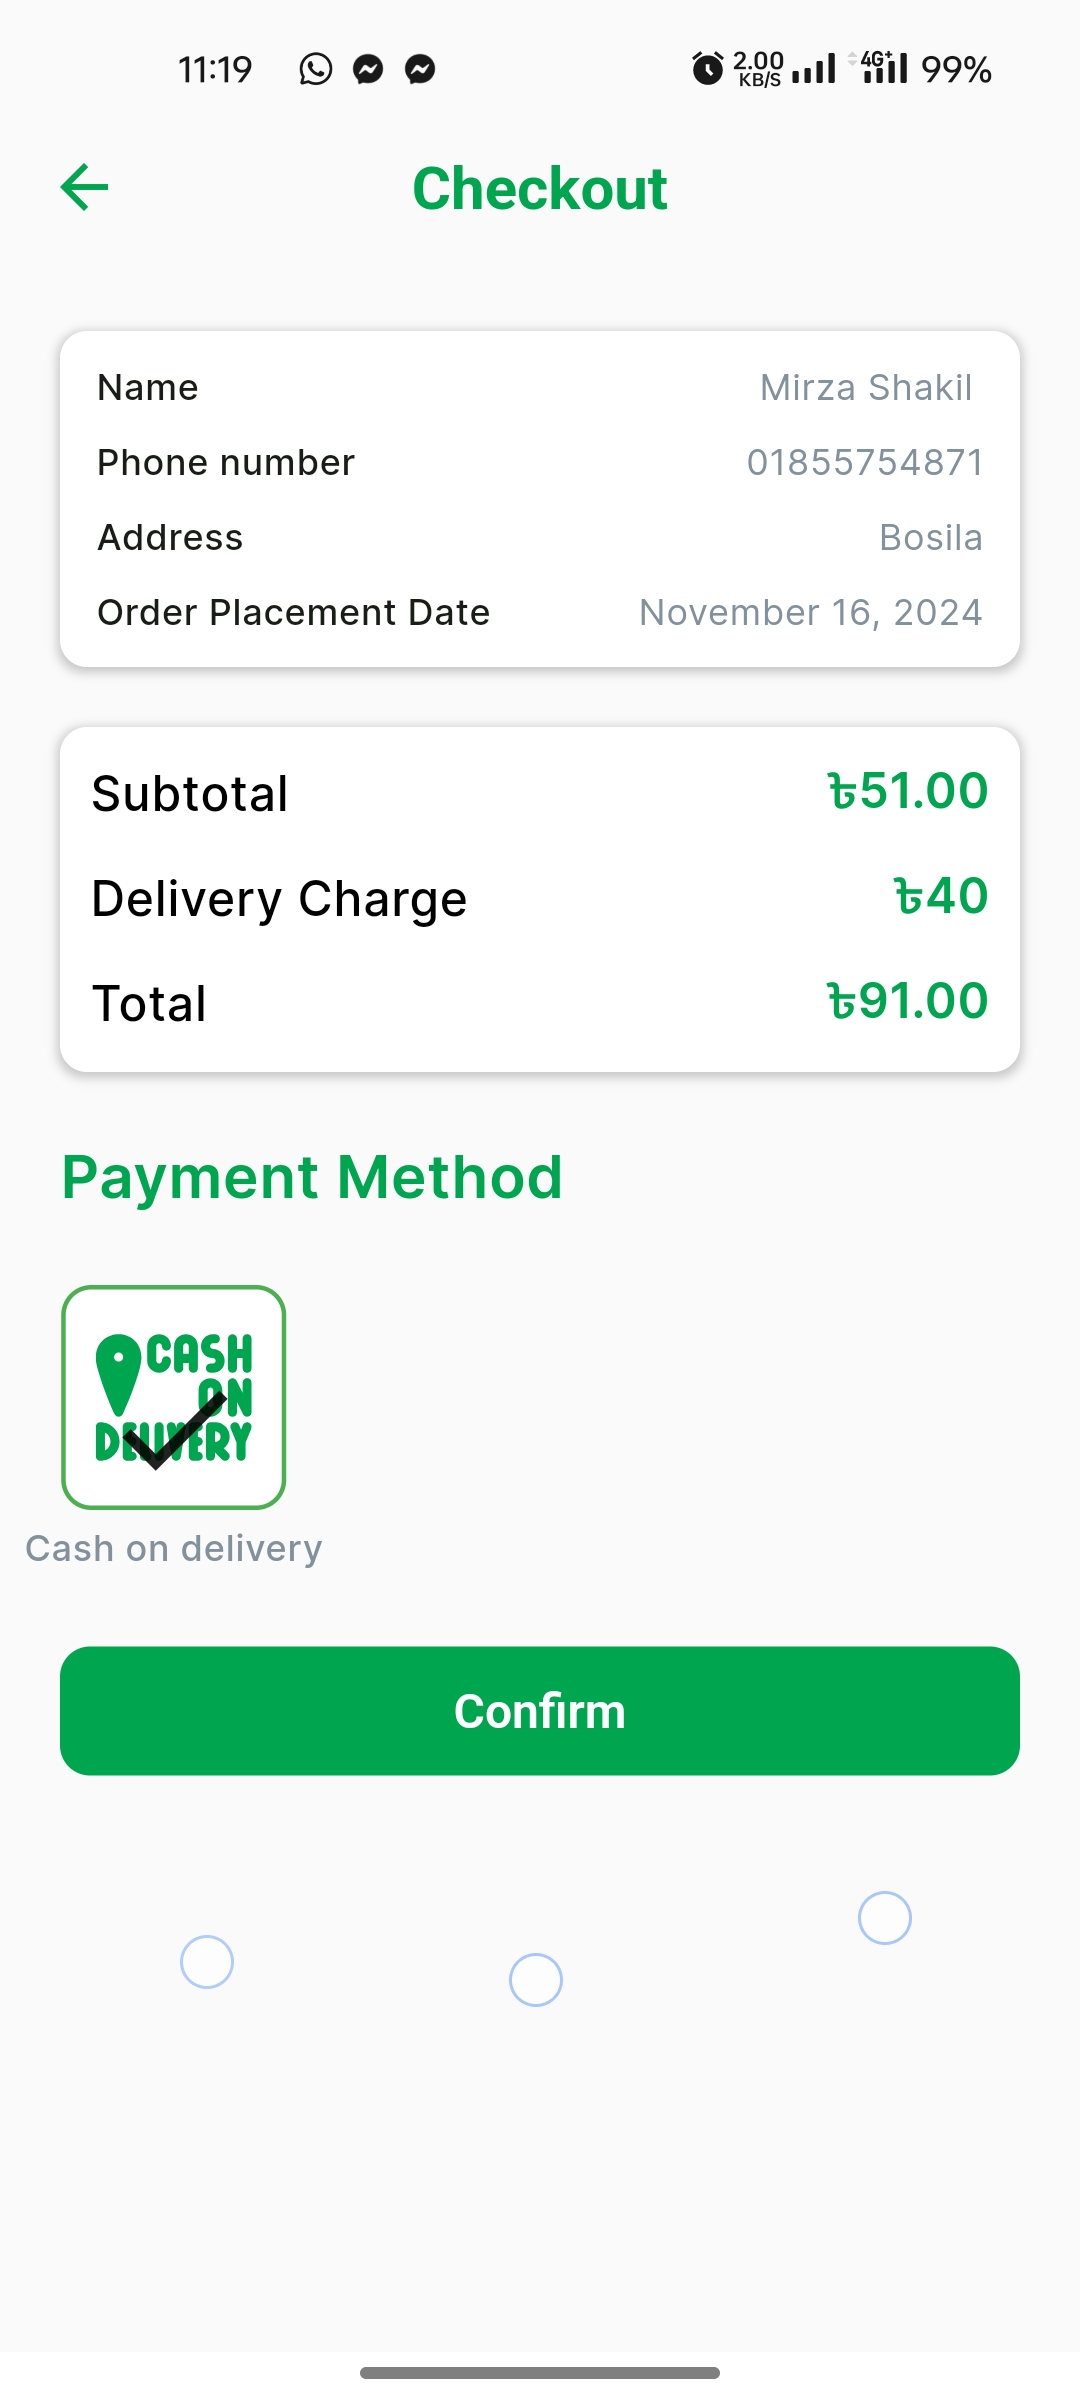 11:19 2.00 KB/S 4G+ 99%
Checkout
Name Mirza Shakil
Phone number 01855754871
Address Bosila
Order Placement Date November 16, 2024
Subtotal ৳51.00
Delivery Charge ৳40
Total ৳91.00
Payment Method
CASH
ON
DELIVERY
Cash on delivery
Confirm